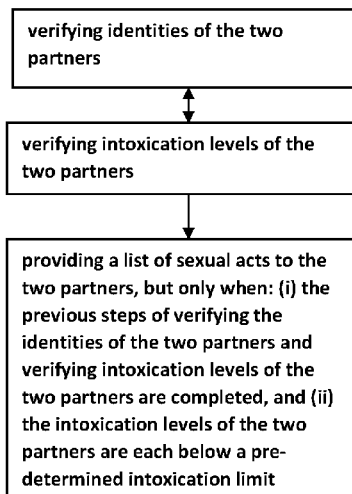 verifying identities of the two
partners
verifying intoxication levels of the
two partners
providing a list of sexual acts to the
two partners, but only when: (i) the
previous steps of verifying the
identities of the two partners and
verifying intoxication levels of the
two partners are completed, and (ii)
the intoxication levels of the two
partners are each below a pre-
determined intoxication limit